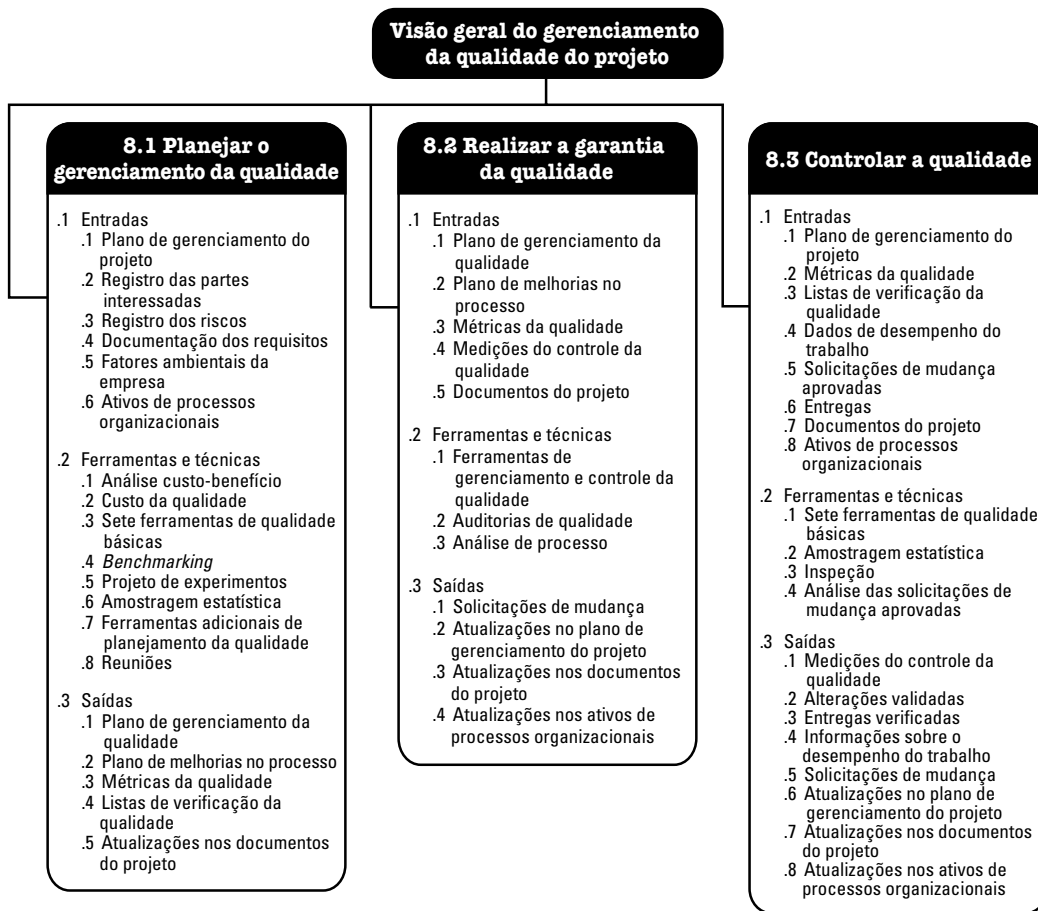 Visão geral do gerenciamento
da qualidade do projeto
8.1 Planejar o
gerenciamento da qualidade
.1 Entradas
.1 Plano de gerenciamento do
projeto
.2 Registro das partes
interessadas
.3 Registro dos riscos
.4 Documentação dos requisitos
.5 Fatores ambientais da
empresa
.6 Ativos de processos
organizacionais
.2 Ferramentas e técnicas
.1 Análise custo-benefício
.2 Custo da qualidade
.3 Sete ferramentas de qualidade
básicas
.4 Benchmarking
.5 Projeto de experimentos
.6 Amostragem estatística
.7 Ferramentas adicionais de
planejamento da qualidade
.8 Reuniões
.3 Saídas
.1 Plano de gerenciamento da
qualidade
.2 Plano de melhorias no processo
.3 Métricas da qualidade
.4 Listas de verificação da
qualidade
.5 Atualizações nos documentos
do projeto
8.2 Realizar a garantia
da qualidade
.1 Entradas
.1 Plano de gerenciamento da
qualidade
.2 Plano de melhorias no
processo
.3 Métricas da qualidade
.4 Medições do controle da
qualidade
.5 Documentos do projeto
.2 Ferramentas e técnicas
.1 Ferramentas de
gerenciamento e controle da
qualidade
.2 Auditorias de qualidade
.3 Análise de processo
.3 Saídas
.1 Solicitações de mudança
.2 Atualizações no plano de
gerenciamento do projeto
.3 Atualizações nos documentos
do projeto
.4 Atualizações nos ativos de
processos organizacionais
8.3 Controlar a qualidade
.1 Entradas
.1 Plano de gerenciamento do
projeto
.2 Métricas da qualidade
.3 Listas de verificação da
qualidade
.4 Dados de desempenho do
trabalho
.5 Solicitações de mudança
aprovadas
.6 Entregas
.7 Documentos do projeto
.8 Ativos de processos
organizacionais
.2 Ferramentas e técnicas
.1 Sete ferramentas de qualidade
básicas
.2 Amostragem estatística
.3 Inspeção
.4 Análise das solicitações de
mudança aprovadas
.3 Saídas
.1 Medições do controle da
qualidade
.2 Alterações validadas
.3 Entregas verificadas
.4 Informações sobre o
desempenho do trabalho
.5 Solicitações de mudança
.6 Atualizações no plano de
gerenciamento do projeto
.7 Atualizações nos documentos
do projeto
.8 Atualizações nos ativos de
processos organizacionais